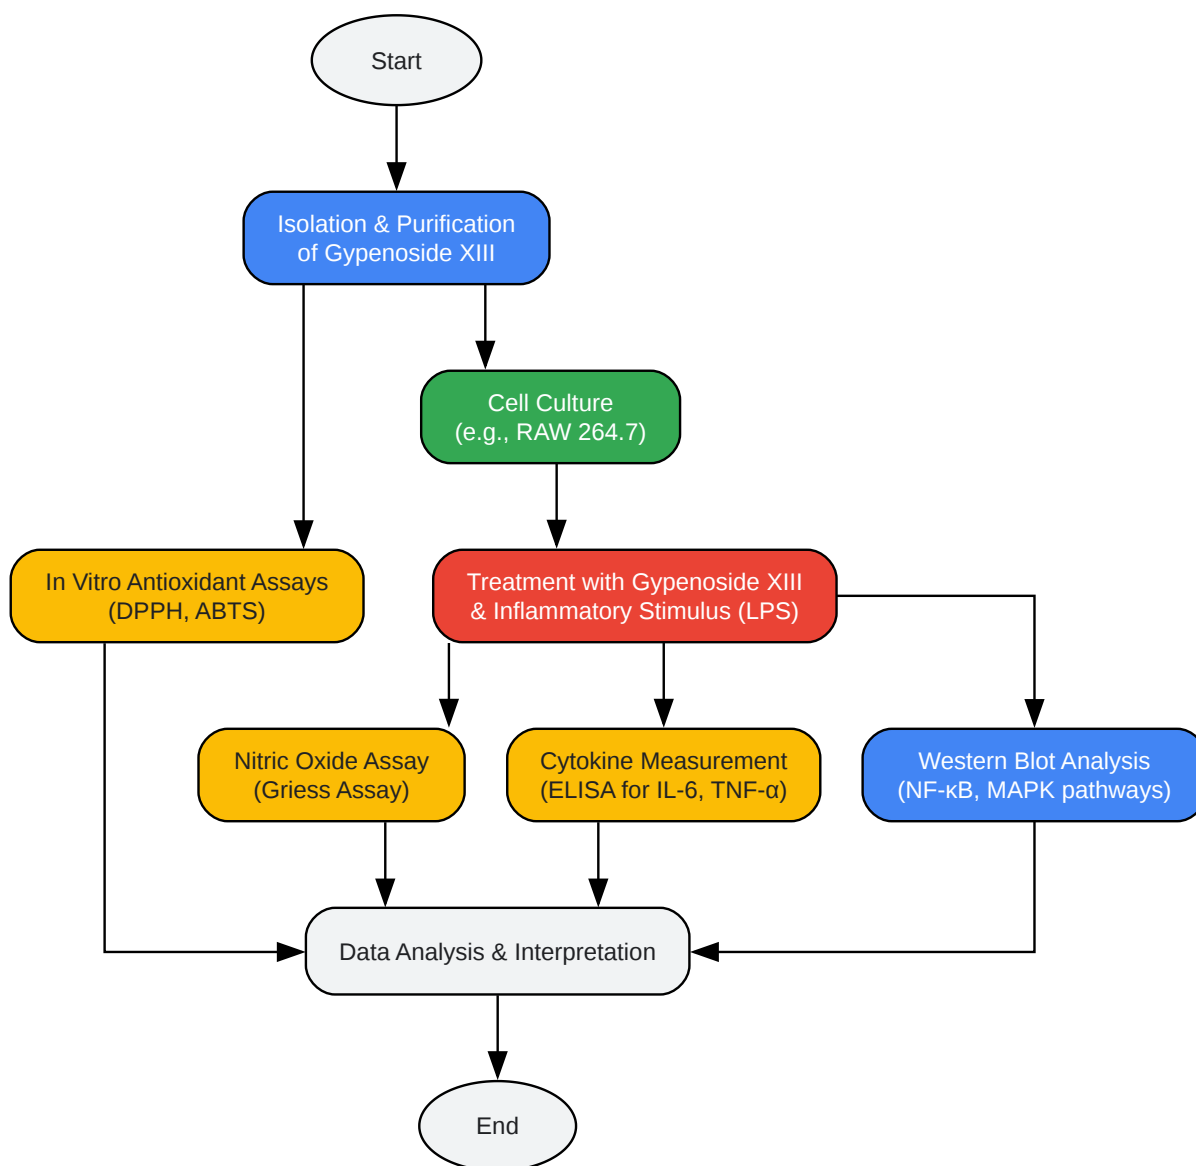 Start
Isolation & Purification
of Gypenoside XIII
Cell Culture
(e.g., RAW 264.7)
In Vitro Antioxidant Assays
(DPPH, ABTS)
Treatment with Gypenoside XIII
& Inflammatory Stimulus (LPS)
Nitric Oxide Assay
(Griess Assay)
Cytokine Measurement
(ELISA for IL-6, TNF-α)
Western Blot Analysis
(NF-κB, MAPK pathways)
Data Analysis & Interpretation
End